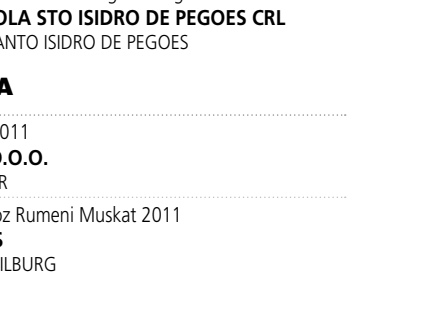 OLA STO ISIDRO DE PEGOES CRL
ANTO ISIDRO DE PEGOES
A
2011
D.O.O.
R
oz Rumeni Muskat 2011
S
ILBURG